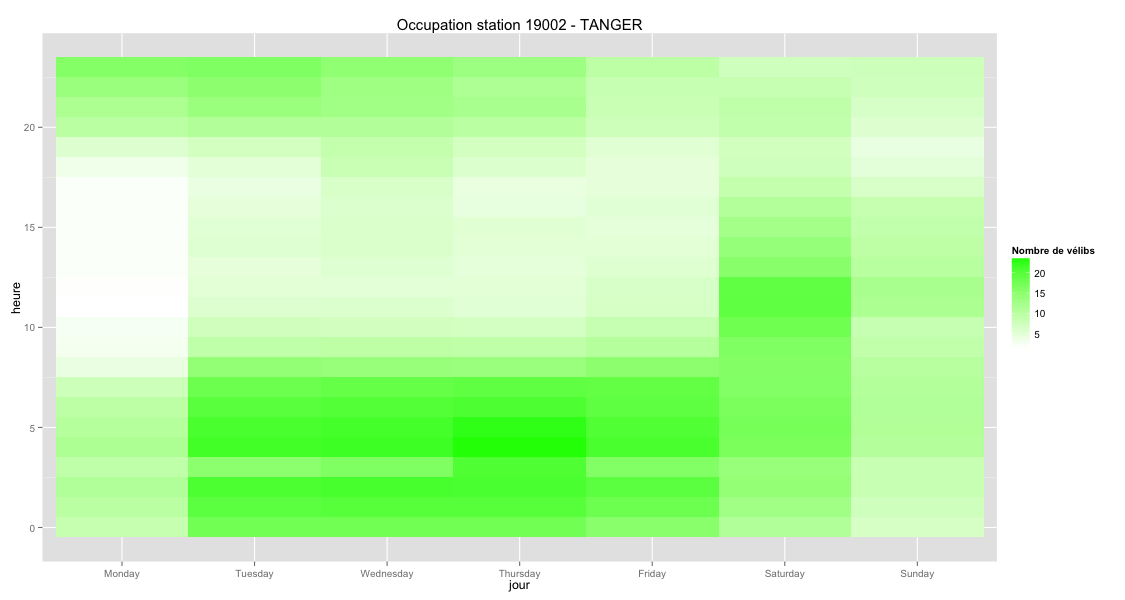 Occupation station 19002 - TANGER
heure
20
15
10
5
0
Monday Tuesday Wednesday Thursday Friday Saturday Sunday
jour
Nombre de vélibs
20
15
10
5